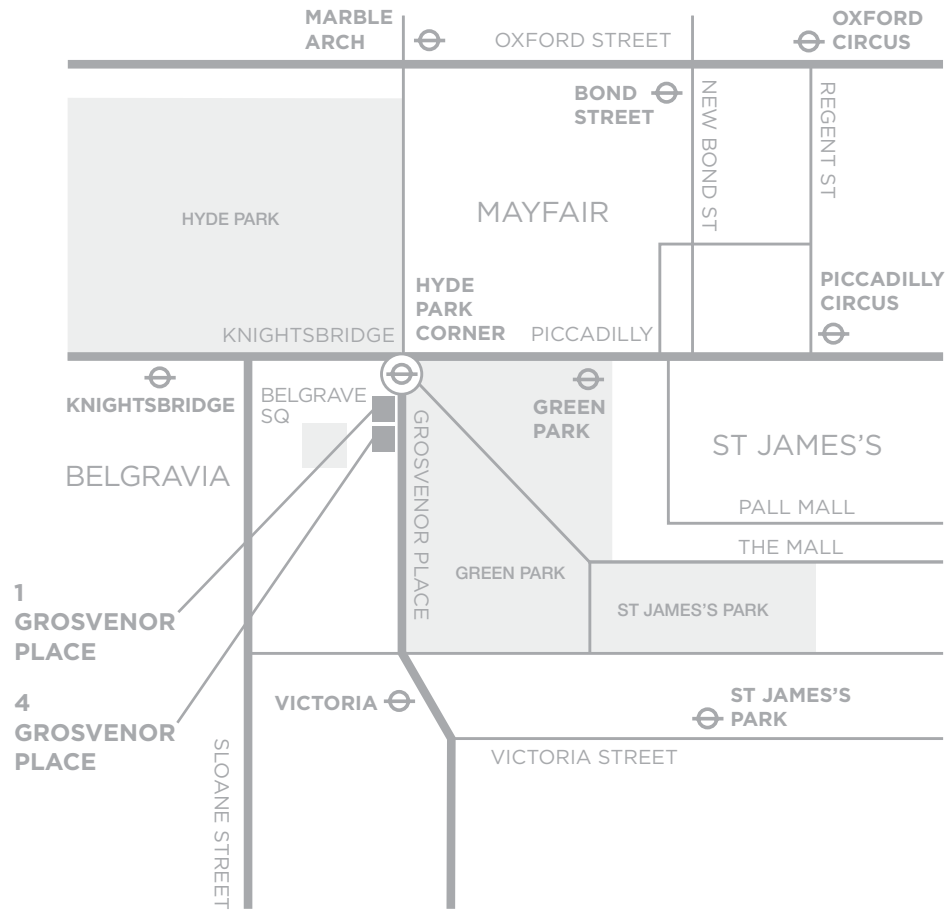 MARBLE
ARCH
OXFORD STREET
OXFORD
CIRCUS
BOND
STREET
NEW BOND ST
REGENT ST
HYDE PARK
MAYFAIR
HYDE
PARK
CORNER
PICCADILLY
CIRCUS
KNIGHTSBRIDGE
PICCADILLY
KNIGHTSBRIDGE
BELGRAVE
SQ
GREEN
PARK
GROSVENOR PLACE
ST JAMES'S
BELGRAVIA
PALL MALL
THE MALL
GREEN PARK
ST JAMES'S PARK
1
GROSVENOR
PLACE
4
GROSVENOR
PLACE
VICTORIA
ST JAMES'S
PARK
SLOANE STREET
VICTORIA STREET